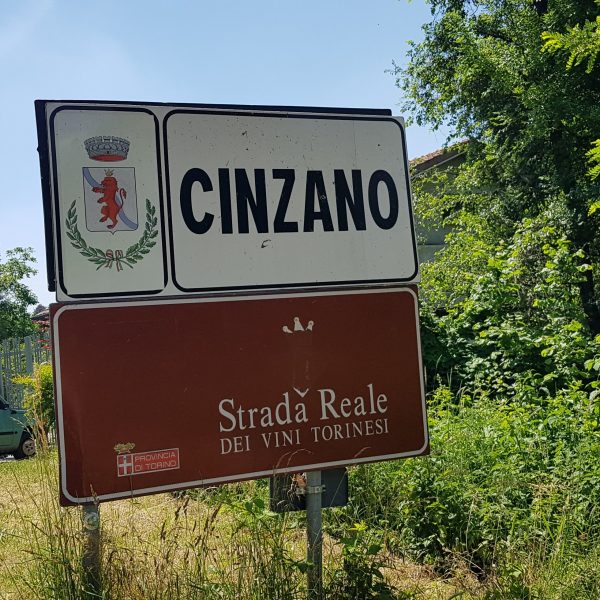 CINZANO
Strada Reale
DEI VINI TORINESI
PROVINCIA
DI TORINO